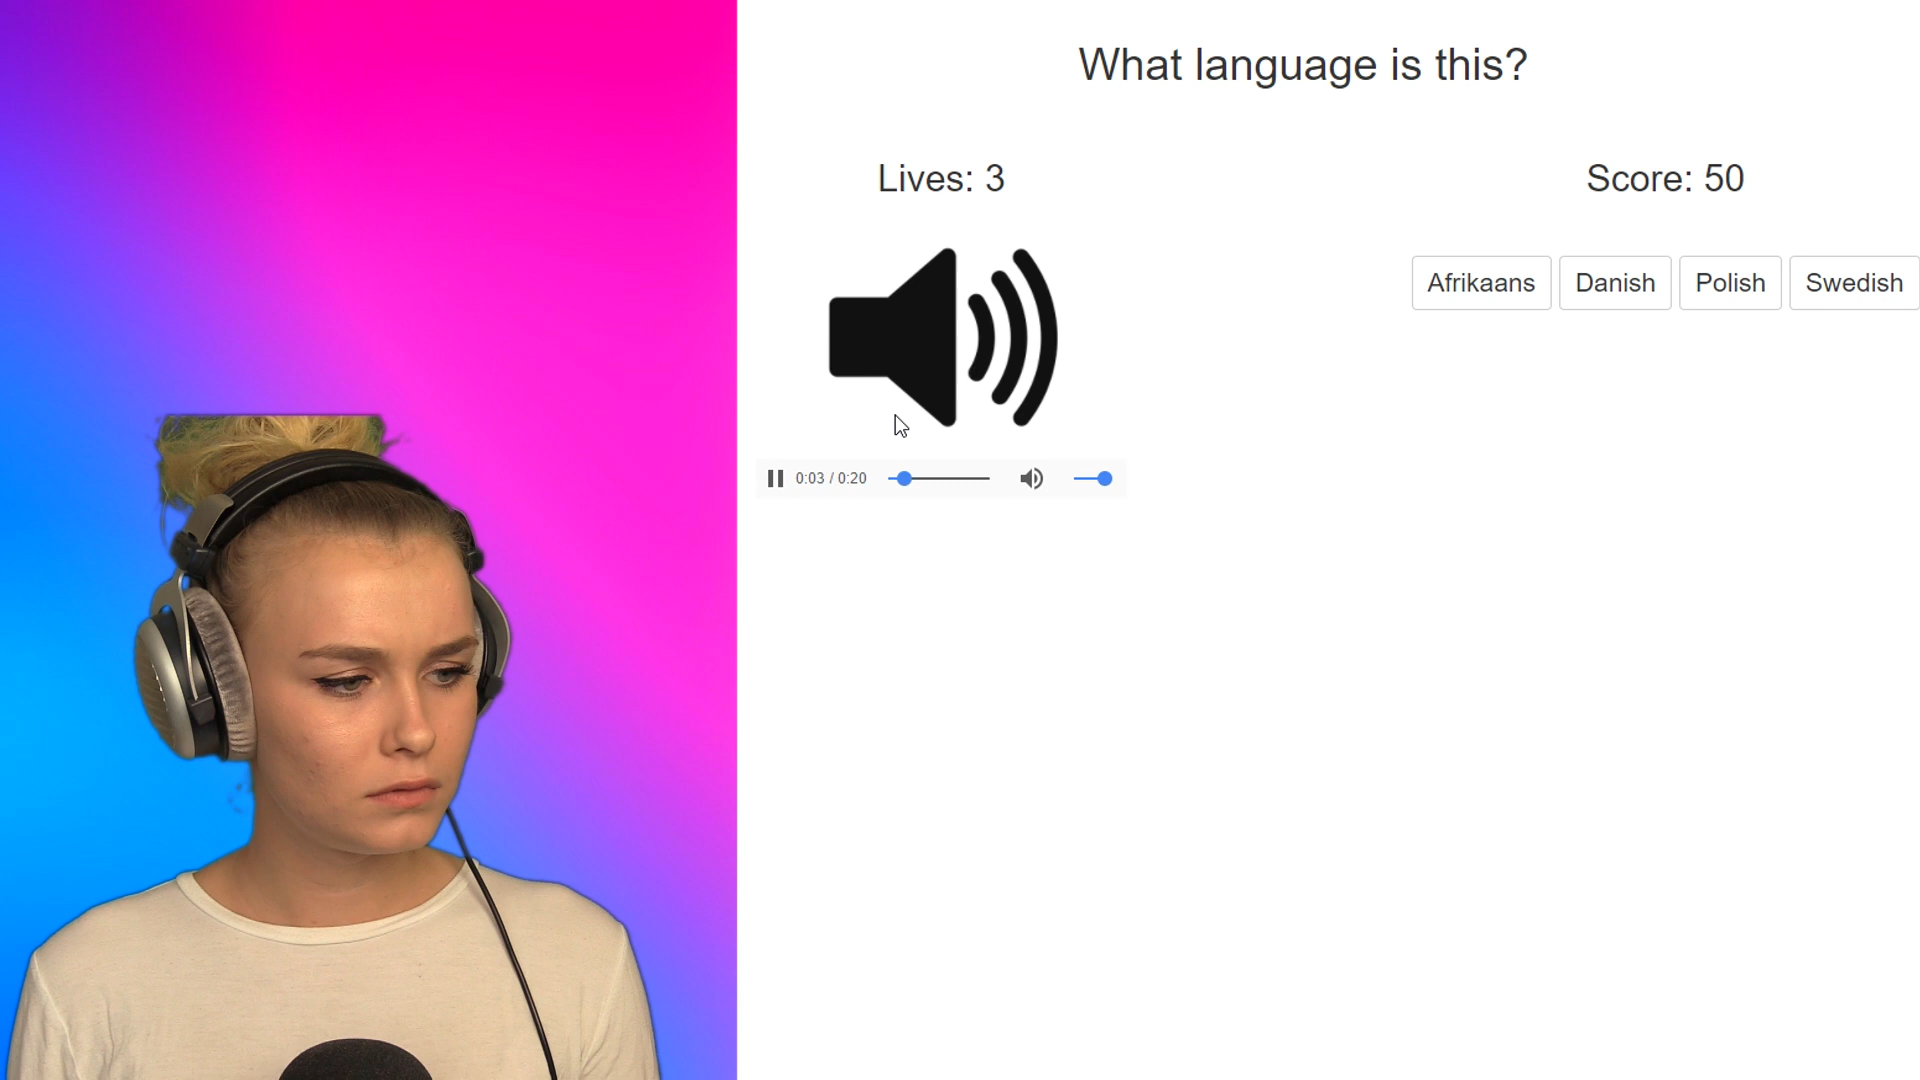 What language is this?
Lives: 3
Score: 50
Afrikaans Danish Polish Swedish
0:03 / 0:20